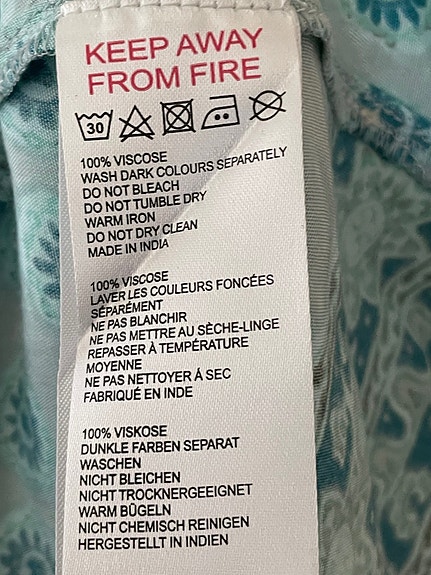 KEEP AWAY
FROM FIRE
30
100% VISCOSE
WASH DARK COLOURS SEPARATELY
DO NOT BLEACH
DO NOT TUMBLE DRY
WARM IRON
DO NOT DRY CLEAN
MADE IN INDIA
100% VISCOSE
LAVER LES COULEURS FONCÉES
SÉPARÉMENT
NE PAS BLANCHIR
NE PAS METTRE AU SÈCHE-LINGE
REPASSER À TEMPÉRATURE
MOYENNE
NE PAS NETTOYER Á SEC
FABRIQUÉ EN INDE
100% VISKOSE
DUNKLE FARBEN SEPARAT
WASCHEN
NICHT BLEICHEN
NICHT TROCKNERGEEIGNET
WARM BÜGELN
NICHT CHEMISCH REINIGEN
HERGESTELLT IN INDIEN